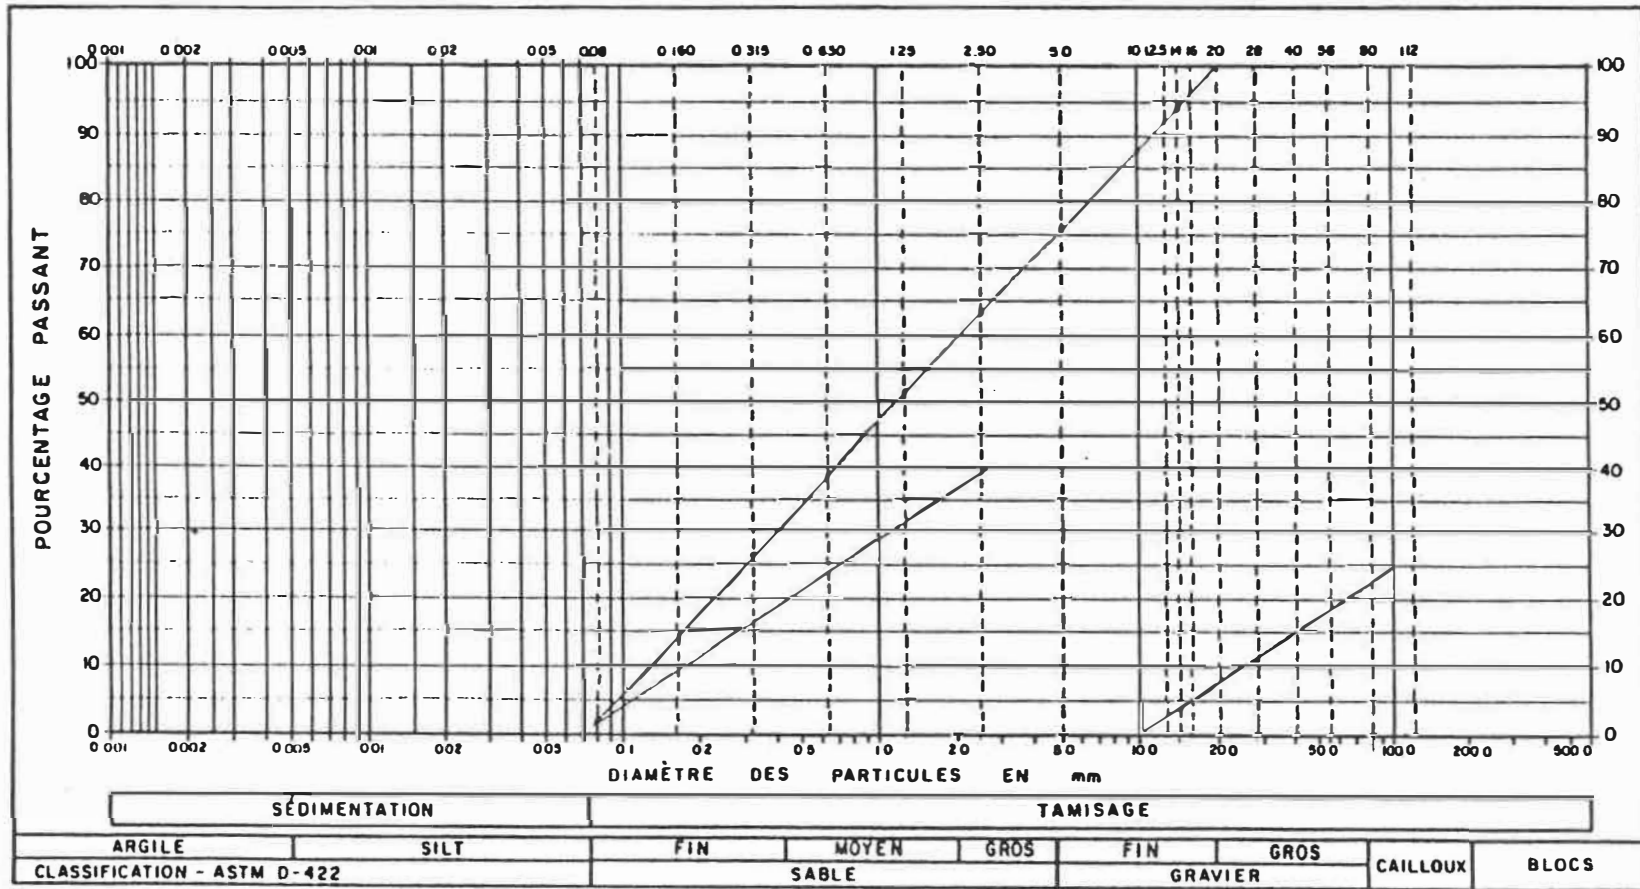 0.001 0.002 0.005 0.01 0.02 0.05 0.08 0.160 0.315 0.630 1.25 2.50 5.0 10 12.5 14 16 20 28 40 56 80 112
100 100
90 90
80 80
70 70
60 60
50 50
40 40
30 30
20 20
10 10
0 0
POURCENTAGE PASSANT
0.001 0.002 0.005 0.01 0.02 0.05 0.1 0.2 0.5 1.0 2.0 5.0 10.0 20 50.0 100.0 200.0 500.0
DIAMÈTRE DES PARTICULES EN mm
SÉDIMENTATION TAMISAGE
ARGILE SILT FIN MOYEN GROS FIN GROS CAILLOUX BLOCS
CLASSIFICATION - ASTM D-422 SABLE GRAVIER